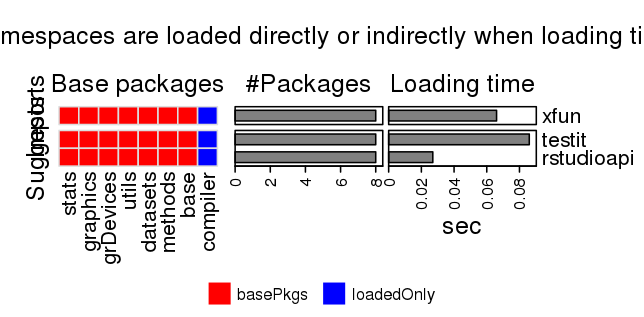 mespaces are loaded directly or indirectly when loading ti
Base packages
#Packages
Loading time
Imports
Suggests
xfun
testit
rstudioapi
stats
graphics
grDevices
utils
datasets
methods
base
compiler
0 2 4 6 8
0 0.02 0.04 0.06 0.08
sec
basePkgs
loadedOnly